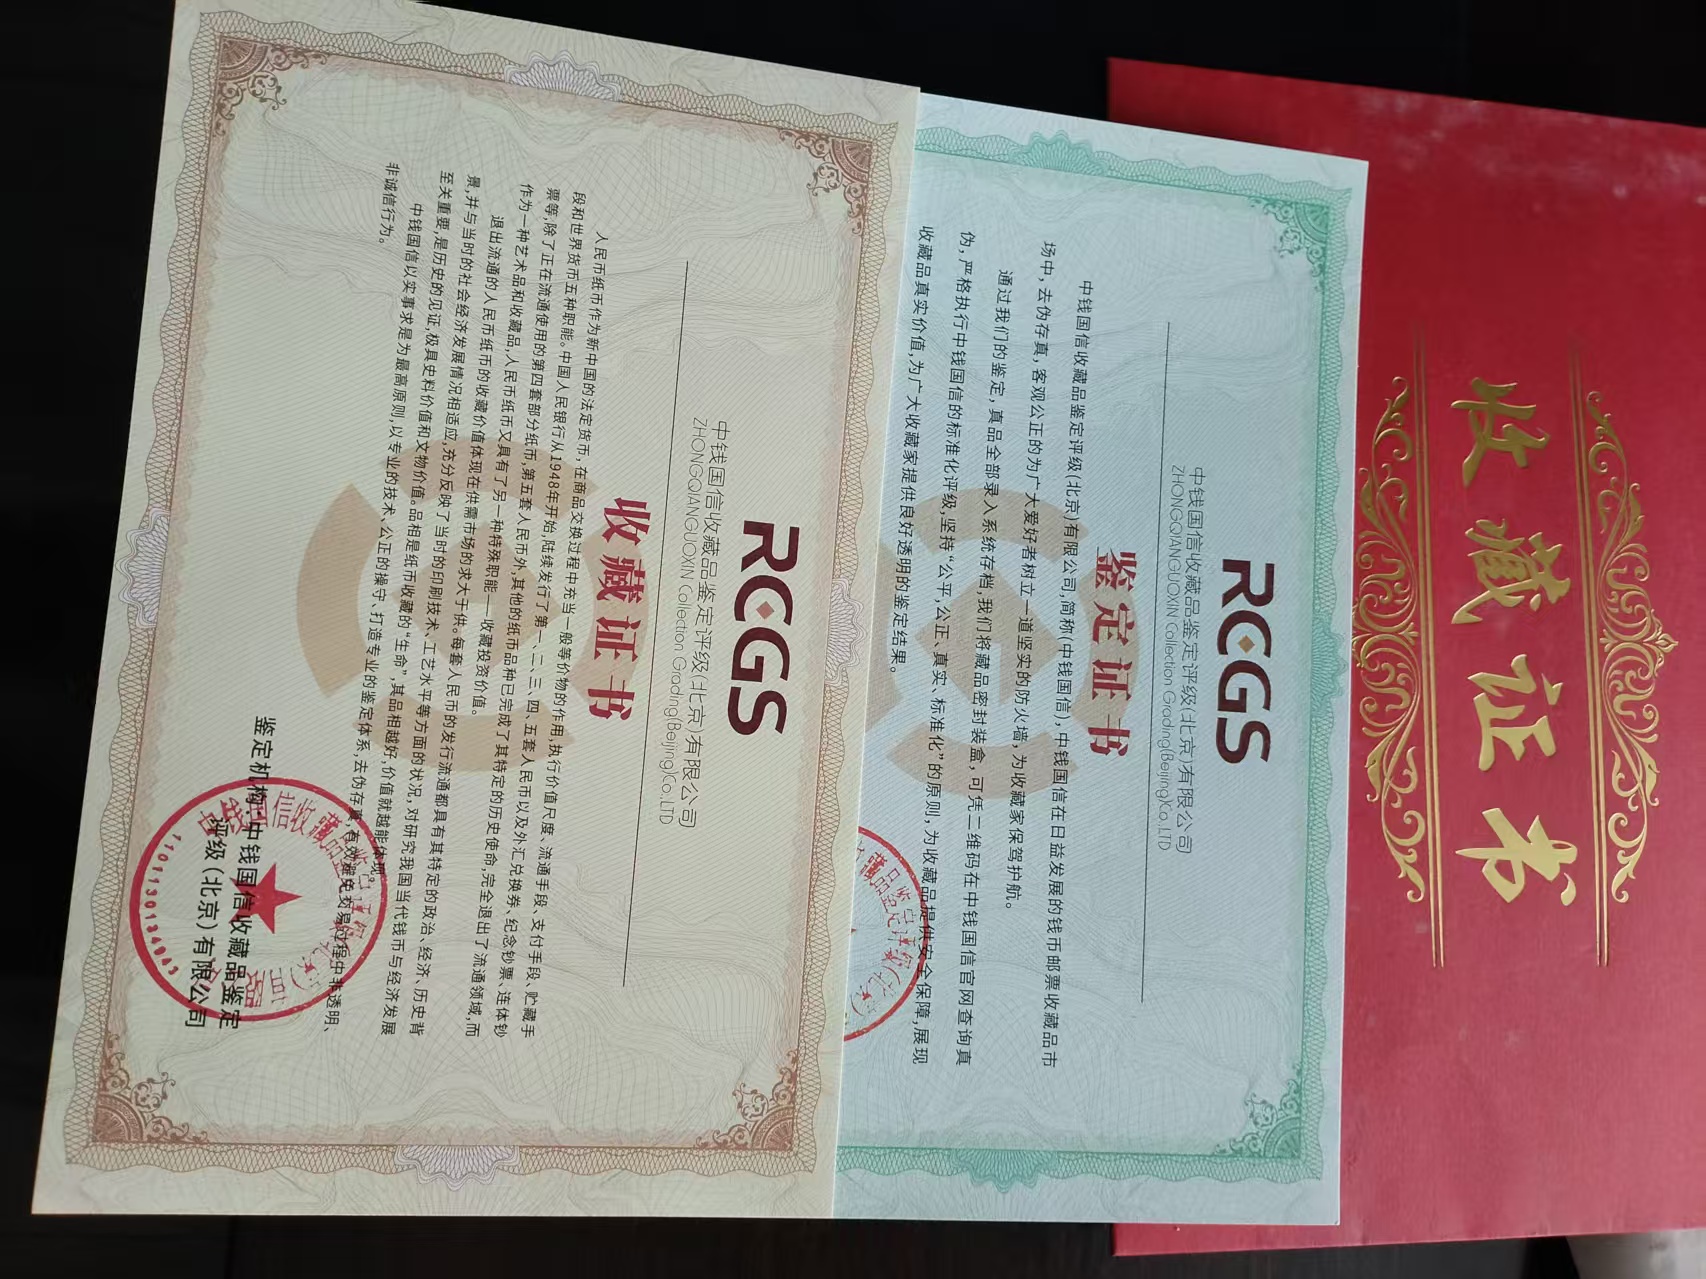 收藏证书
RCGS
中钱国信收藏品鉴定评级(北京)有限公司
ZHONGQIANGUOXIN Collection Grading(Beijing)Co.,LTD
鉴定证书
中钱国信收藏品鉴定评级(北京)有限公司,简称(中钱国信),中钱国信在日益发展的钱币邮票收藏品市
场中,去伪存真,客观公正的为广大爱好者树立一道坚实的防火墙,为收藏家保驾护航。
通过我们的鉴定,真品全部录入系统存档,我们将藏品密封装盒,可凭二维码在中钱国信官网查询真
伪,严格执行中钱国信的标准化评级,坚持“公平,公正、真实、标准化”的原则,为收藏品提供安全保障,展现
收藏品真实价值,为广大收藏家提供良好透明的鉴定结果。
RCGS
中钱国信收藏品鉴定评级(北京)有限公司
ZHONGQIANGUOXIN Collection Grading(Beijing)Co.,LTD
收藏证书
人民币纸币作为新中国的法定货币,在商品交换过程中充当一般等价物的作用,执行价值尺度、流通手段、支付手段、贮藏手
段和世界货币五种职能。中国人民银行从1948年开始,陆续发行了第一、二、三、四、五套人民币以及外汇兑换券、纪念钞票、连体钞
票等,除了正在流通使用的第四套部分纸币,第五套人民币外,其他的纸币品种已完成了其特定的历史使命,完全退出了流通领域,而
作为一种艺术品和收藏品,人民币纸币又具有了另一种特殊职能——收藏投资价值。
退出流通的人民币纸币的收藏价值体现在供需市场的求大于供。每套人民币的发行流通都具有其特定的政治、经济、历史背
景,并与当时的社会经济发展情况相适应,充分反映了当时的印刷技术、工艺水平等方面的状况,对研究我国当代钱币与经济发展
至关重要,是历史的见证,极具史料价值和文物价值。品相是纸币收藏的“生命”,其品相越好,价值就越能体现。
中钱国信以实事求是为最高原则,以专业的技术、公正的操守、打造专业的鉴定体系,去伪存真,有效避免交易过程中非透明、
非诚信行为。
鉴定机构:中钱国信收藏品鉴定
评级(北京)有限公司